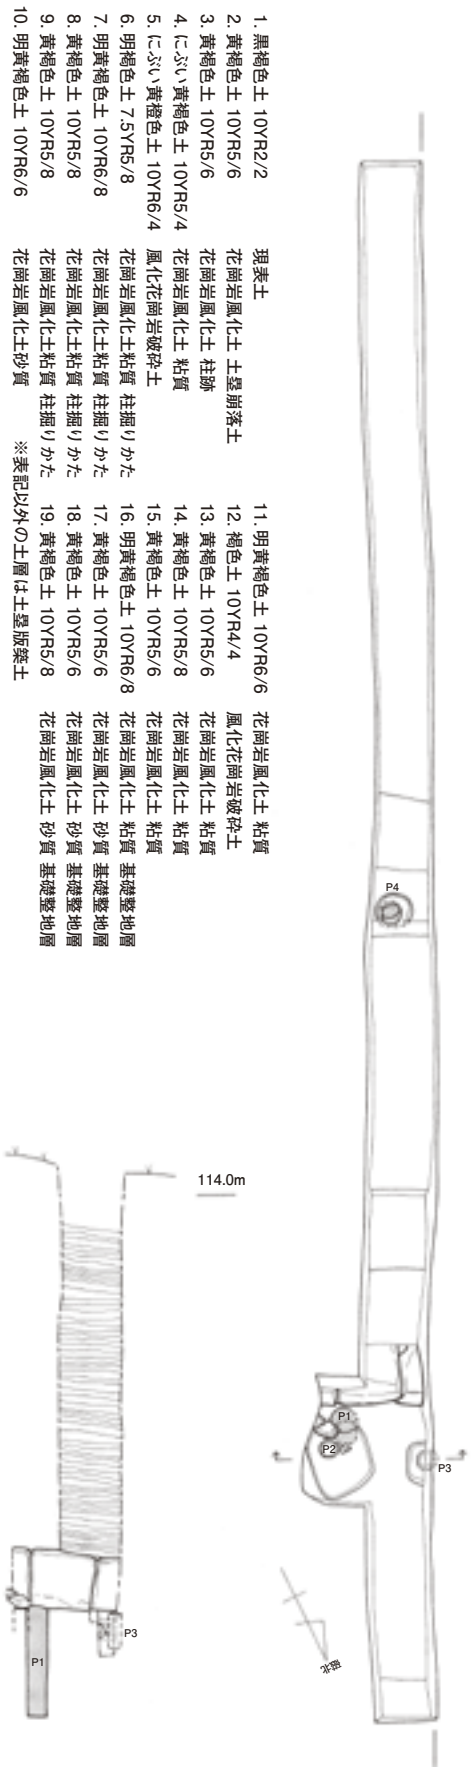 1. 黒褐色土 10YR2/2 現表土
2. 黄褐色土 10YR5/6 花崗岩風化土 土塁崩落土
3. 黄褐色土 10YR5/6 花崗岩風化土 柱跡
4. にぶい黄褐色土 10YR5/4 花崗岩風化土 粘質
5. にぶい黄橙色土 10YR6/4 風化花崗岩破砕土
6. 明褐色土 7.5YR5/8 花崗岩風化土粘質 柱掘りかた
7. 明黄褐色土 10YR6/8 花崗岩風化土粘質 柱掘りかた
8. 黄褐色土 10YR5/8 花崗岩風化土粘質 柱掘りかた
9. 黄褐色土 10YR5/8 花崗岩風化土粘質 柱掘りかた
10. 明黄褐色土 10YR6/6 花崗岩風化土砂質
11. 明黄褐色土 10YR6/6 花崗岩風化土 粘質
12. 褐色土 10YR4/4 風化花崗岩破砕土
13. 黄褐色土 10YR5/6 花崗岩風化土 粘質
14. 黄褐色土 10YR5/8 花崗岩風化土 粘質
15. 黄褐色土 10YR5/6 花崗岩風化土 粘質
16. 明黄褐色土 10YR6/8 花崗岩風化土 粘質 基礎整地層
17. 黄褐色土 10YR5/6 花崗岩風化土 砂質 基礎整地層
18. 黄褐色土 10YR5/6 花崗岩風化土 砂質 基礎整地層
19. 黄褐色土 10YR5/8 花崗岩風化土 砂質 基礎整地層
※表記以外の土層は土塁版築土
P4
114.0m
P1
P2
P3
P3
P1